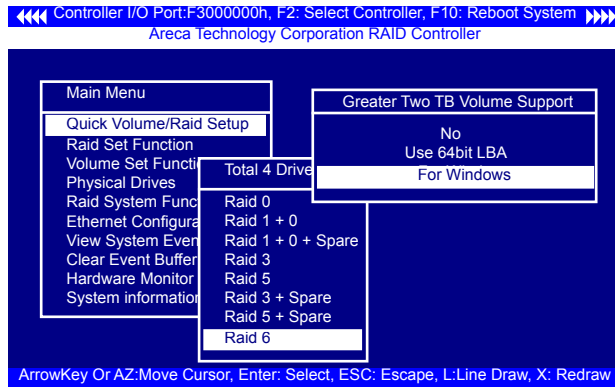 Controller I/O Port:F3000000h, F2: Select Controller, F10: Reboot System
Areca Technology Corporation RAID Controller
Main Menu
Quick Volume/Raid Setup
Raid Set Function
Volume Set Functi
Physical Drives
Raid System Func
Ethernet Configura
View System Even
Clear Event Buffer
Hardware Monitor
System information
Total 4 Drive
Raid 0
Raid 1 + 0
Raid 1 + 0 + Spare
Raid 3
Raid 5
Raid 3 + Spare
Raid 5 + Spare
Raid 6
Greater Two TB Volume Support
No
Use 64bit LBA
For Windows
ArrowKey Or AZ:Move Cursor, Enter: Select, ESC: Escape, L:Line Draw, X: Redraw